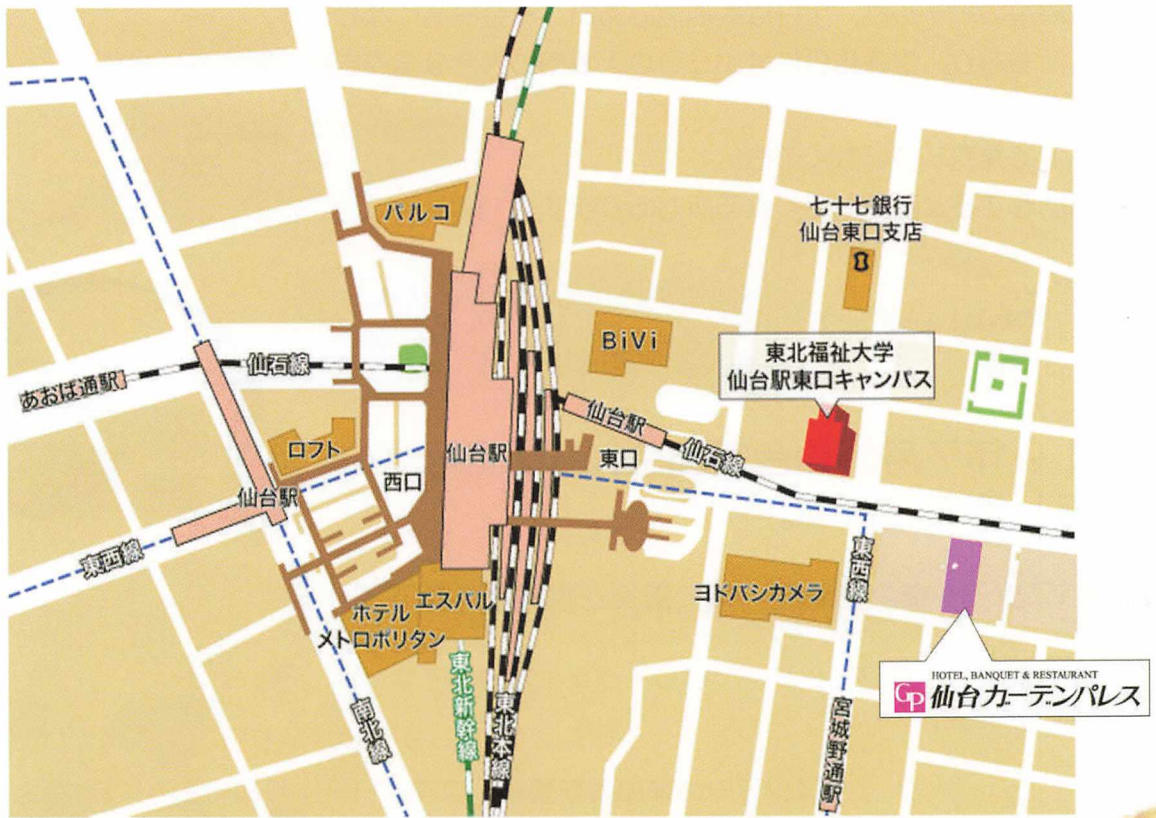 パルコ
七十七銀行
仙台東口支店
BiVi
東北福祉大学
仙台駅東口キャンパス
仙石線
あおば通駅
仙台駅
仙石線
ロフト
仙台駅
東口
西口
仙台駅
東西線
東西線
ヨドバシカメラ
エスパル
ホテル
メトロポリタン
HOTEL, BANQUET & RESTAURANT
GP 仙台ガーデンパレス
東北新幹線
東北本線
南北線
宮城野通駅